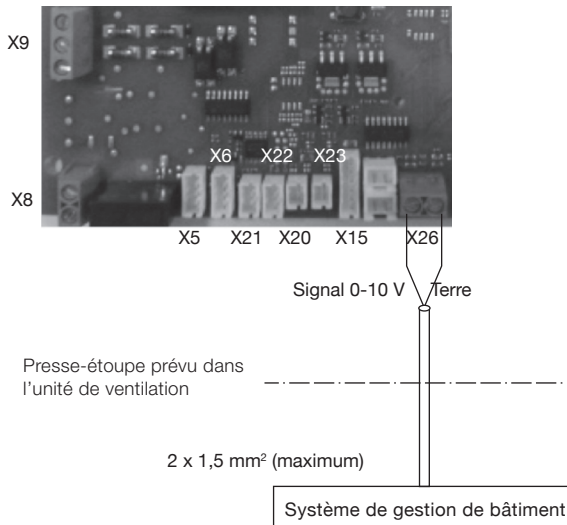 X9
X6
X22
X23
X8
X5
X21
X20
X15
X26
Signal 0-10 V
Terre
Presse-étoupe prévu dans
l'unité de ventilation
2 x 1,5 mm² (maximum)
Système de gestion de bâtiment